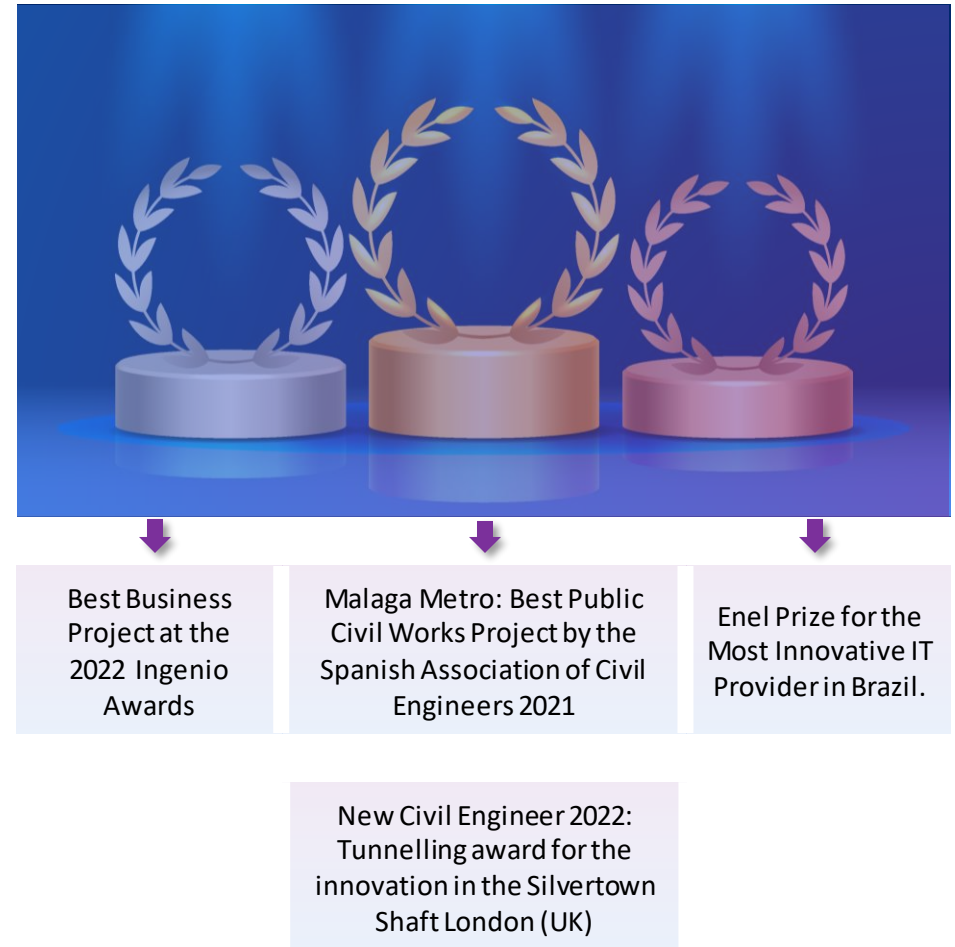 Best Business
Project at the
2022 Ingenio
Awards
Malaga Metro: Best Public
Civil Works Project by the
Spanish Association of Civil
Engineers 2021
Enel Prize for the
Most Innovative IT
Provider in Brazil.
New Civil Engineer 2022:
Tunnelling award for the
innovation in the Silvertown
Shaft London (UK)